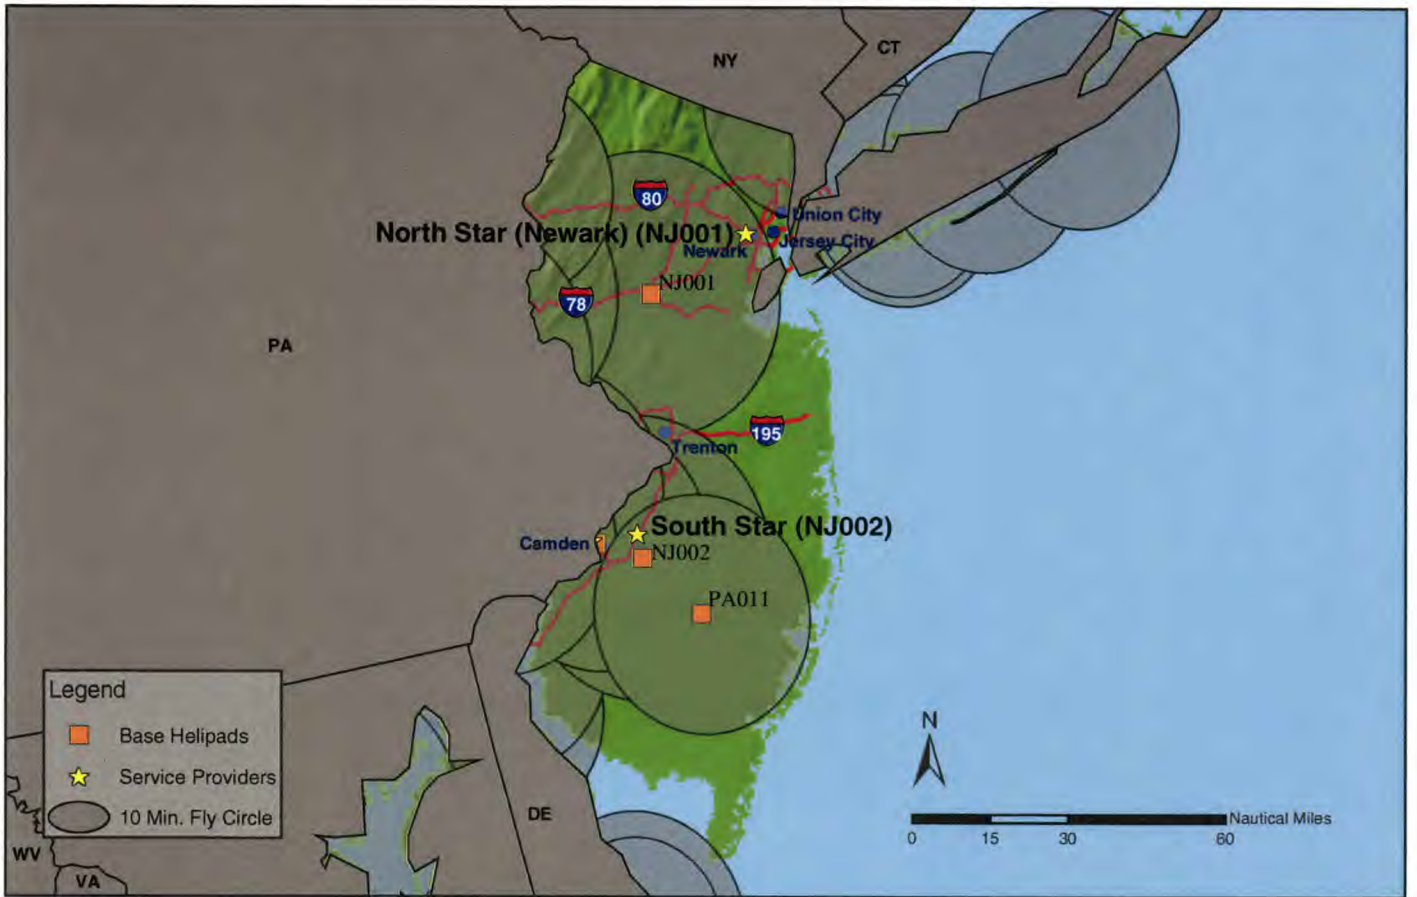 NY
CT
80
Union City
North Star (Newark) (NJ001)
Jersey City
Newark
NJ001
78
PA
195
Trenton
South Star (NJ002)
Camden
NJ002
PA011
Legend
Base Helipads
Service Providers
10 Min. Fly Circle
N
DE
Nautical Miles
0 15 30 60
WV
VA